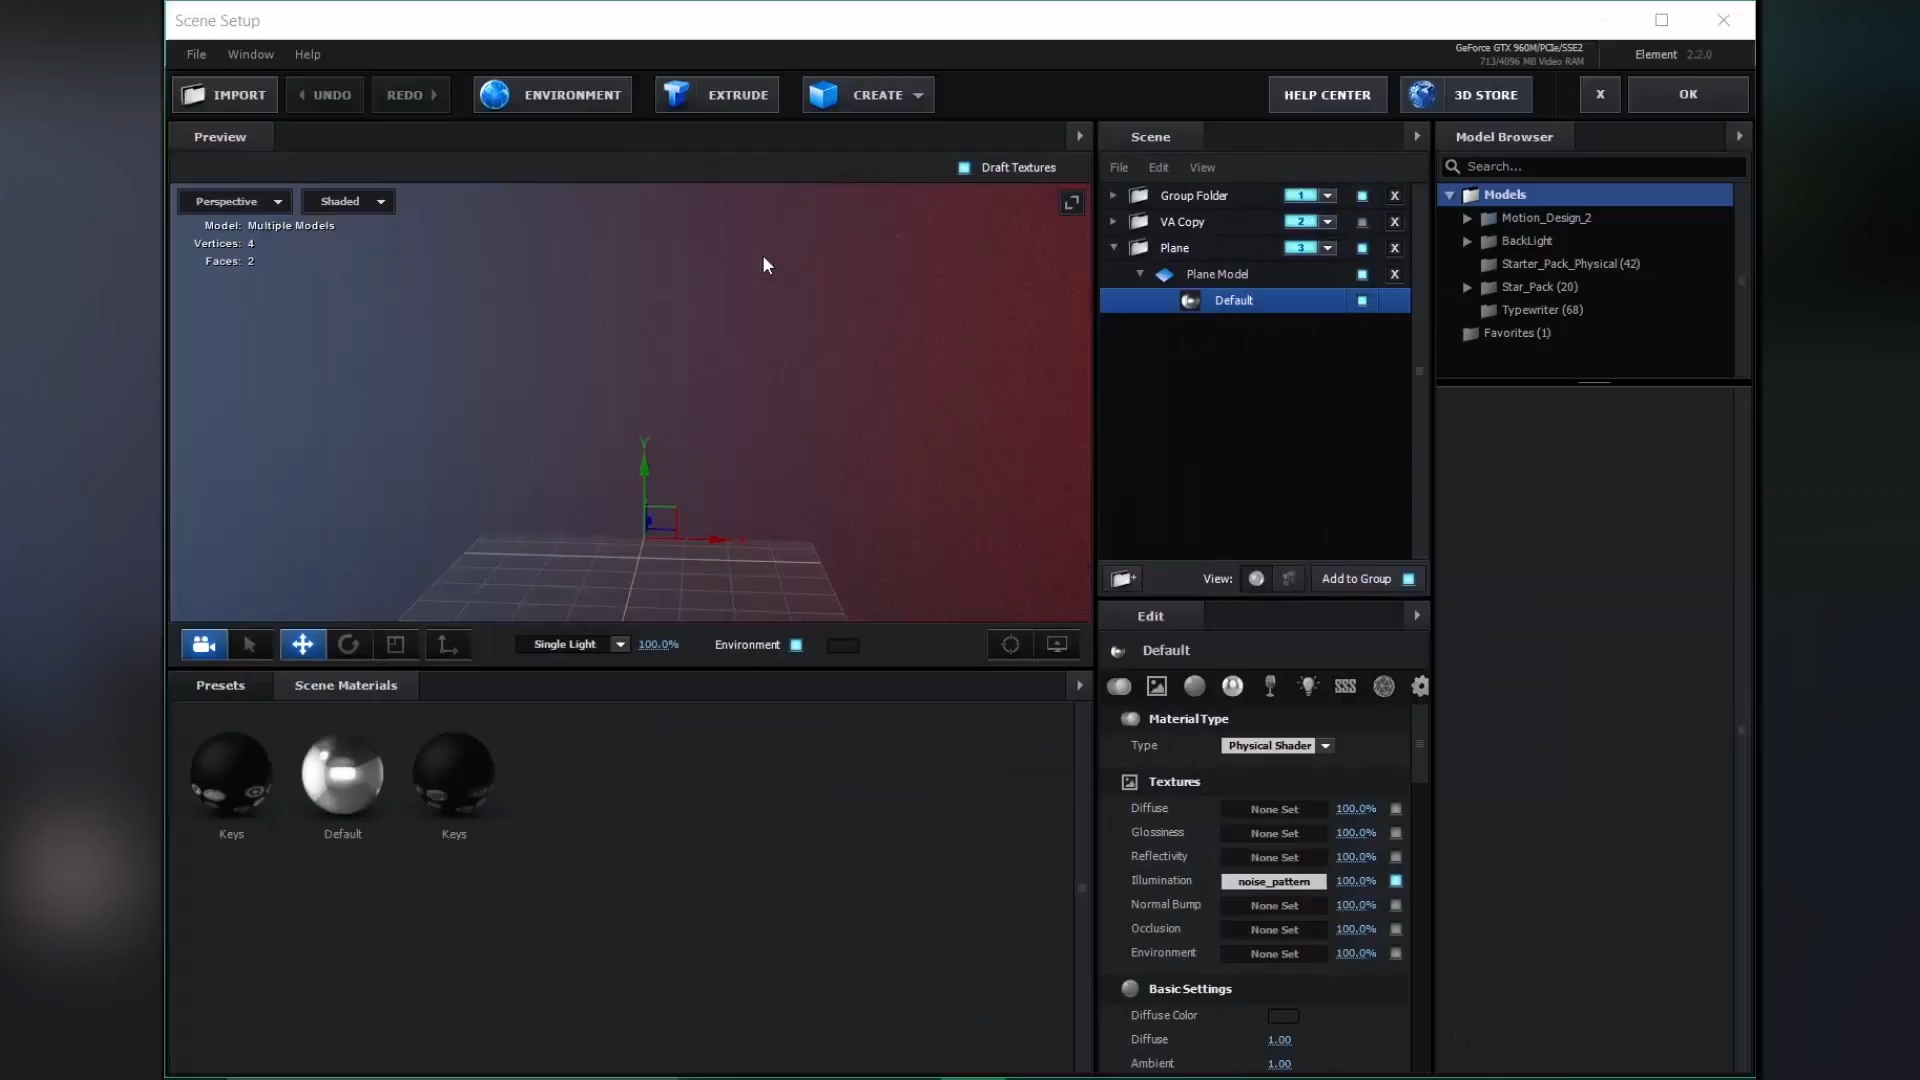 Scene Setup
File Window Help
GeForce GTX 960M/PCIe/SSE2
713/4096 MB Video RAM
Element 2.2.0
IMPORT UNDO REDO ENVIRONMENT EXTRUDE CREATE HELP CENTER 3D STORE X OK
Preview
Draft Textures
Perspective Shaded
Model: Multiple Models
Vertices: 4
Faces: 2
Y
X
Single Light 100.0% Environment
Presets Scene Materials
Keys Default Keys
Scene
File Edit View
Group Folder 1 X
VA Copy 2 X
Plane 3 X
Plane Model X
Default
View: Add to Group
Edit
Default
SSS
Material Type
Type Physical Shader
Textures
Diffuse None Set 100.0%
Glossiness None Set 100.0%
Reflectivity None Set 100.0%
Illumination noise_pattern 100.0%
Normal Bump None Set 100.0%
Occlusion None Set 100.0%
Environment None Set 100.0%
Basic Settings
Diffuse Color
Diffuse 1.00
Ambient 1.00
Model Browser
Search...
Models
Motion_Design_2
BackLight
Starter_Pack_Physical (42)
Star_Pack (20)
Typewriter (68)
Favorites (1)